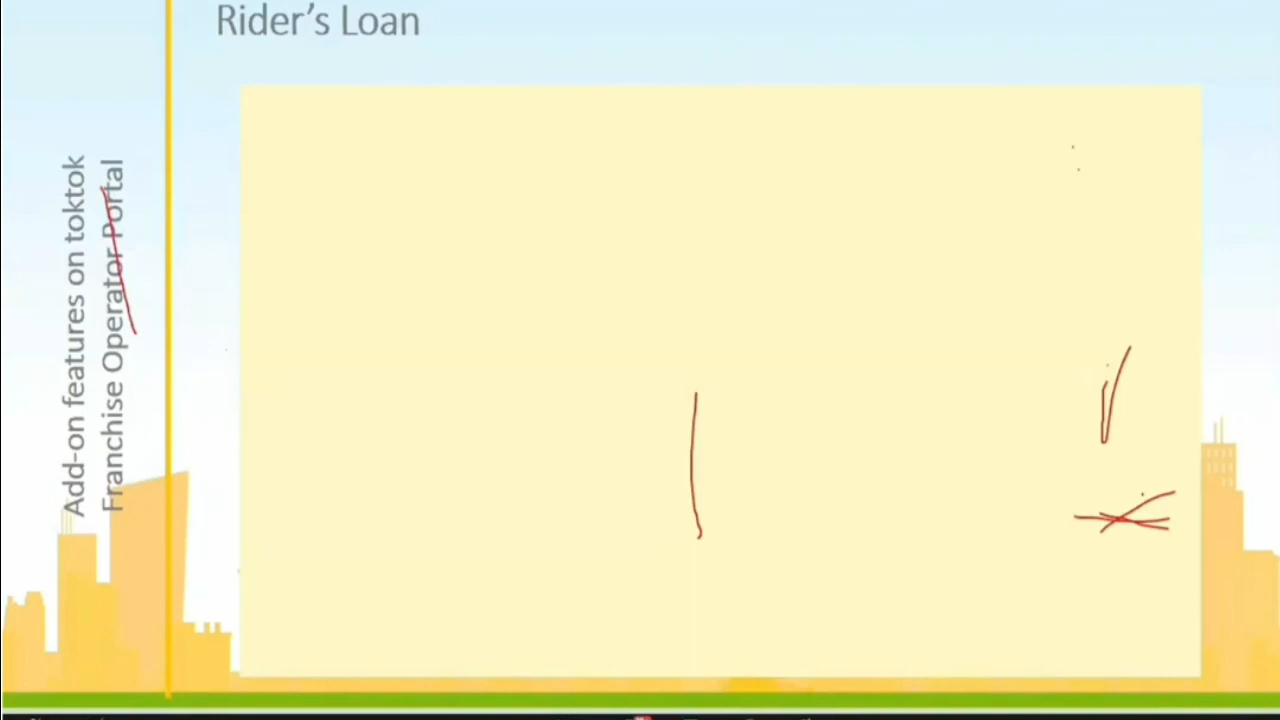 Rider's Loan
Add-on features on toktok
Franchise Operator Portal